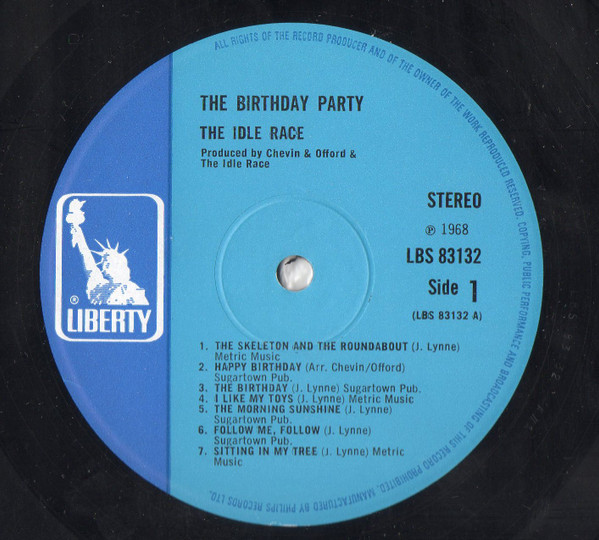 ALL RIGHTS OF THE RECORD PRODUCER AND OF THE OWNER OF THE WORK REPRODUCED RESERVED. COPYING, PUBLIC PERFORMANCE AND BROADCASTING OF THIS RECORD PROHIBITED. MANUFACTURED BY PHILIPS RECORDS LTD.
THE BIRTHDAY PARTY
THE IDLE RACE
Produced by Chevin & Offord &
The Idle Race
STEREO
℗ 1968
LBS 83132
Side 1
(LBS 83132 A)
®
LIBERTY
1. THE SKELETON AND THE ROUNDABOUT (J. Lynne)
Metric Music
2. HAPPY BIRTHDAY (Arr. Chevin/Offord)
Sugartown Pub.
3. THE BIRTHDAY (J. Lynne) Sugartown Pub.
4. I LIKE MY TOYS (J. Lynne) Metric Music
5. THE MORNING SUNSHINE (J. Lynne)
Sugartown Pub.
6. FOLLOW ME, FOLLOW (J. Lynne)
Sugartown Pub.
7. SITTING IN MY TREE (J. Lynne) Metric
Music